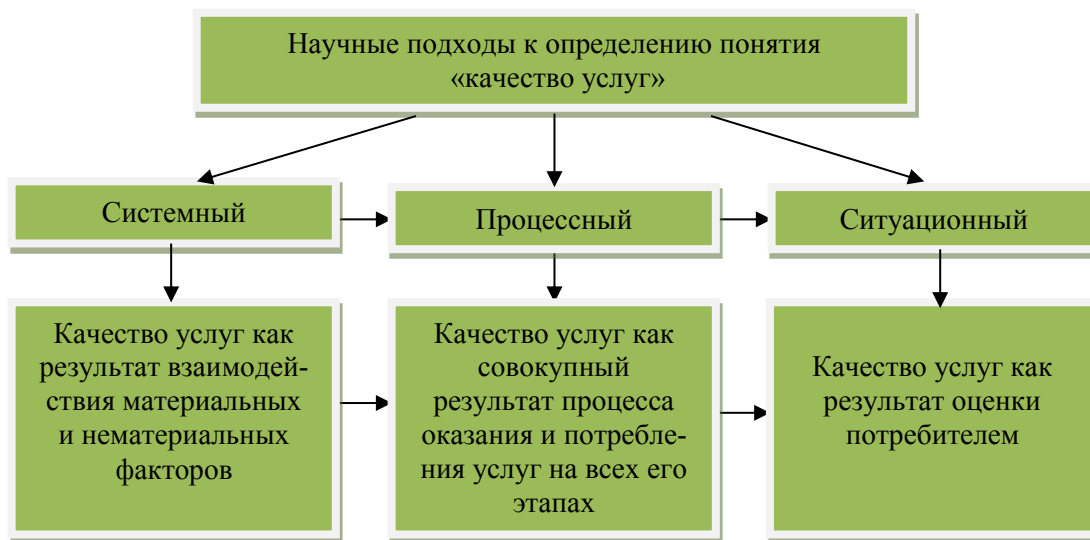 Научные подходы к определению понятия
«качество услуг»
Системный
Процессный
Ситуационный
Качество услуг как
результат взаимодей-
ствия материальных
и нематериальных
факторов
Качество услуг как
совокупный
результат процесса
оказания и потребле-
ния услуг на всех его
этапах
Качество услуг как
результат оценки
потребителем